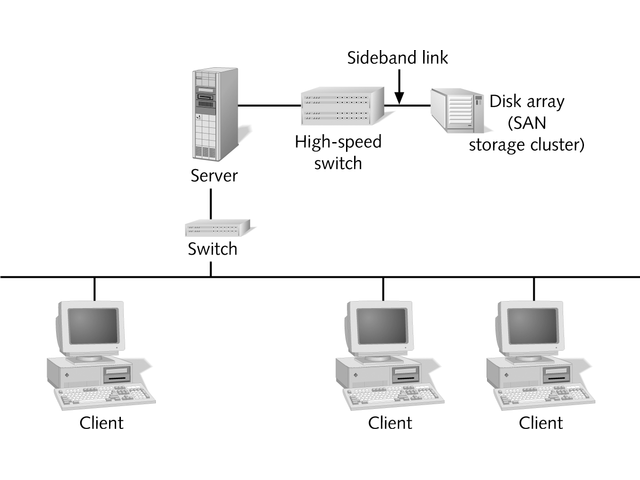 Sideband link
Disk array
(SAN
storage cluster)
High-speed
switch
Server
Switch
Client
Client
Client